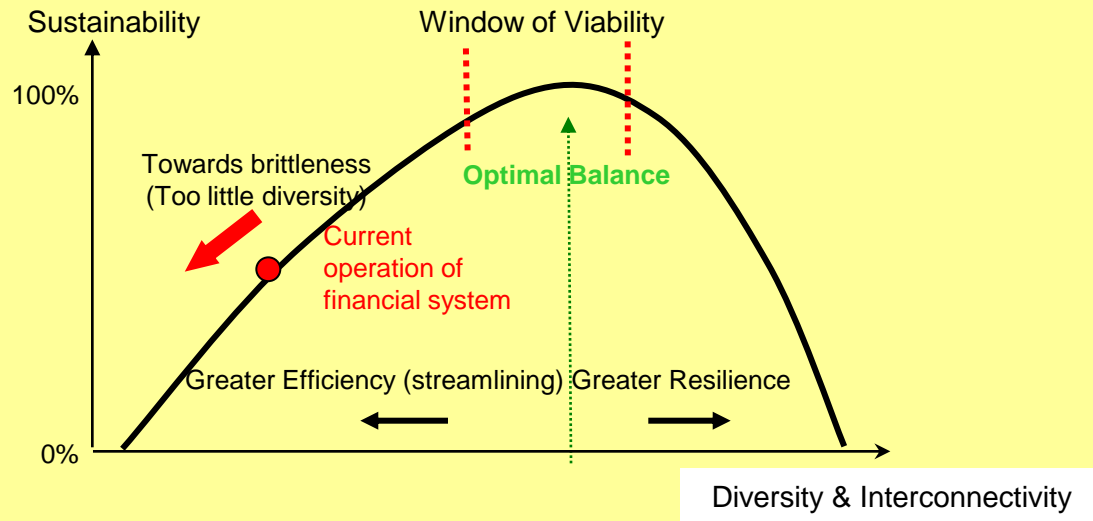 Sustainability
Window of Viability
100%
Towards brittleness
(Too little diversity)
Optimal Balance
Current
operation of
financial system
Greater Efficiency (streamlining)
Greater Resilience
0%
Diversity & Interconnectivity